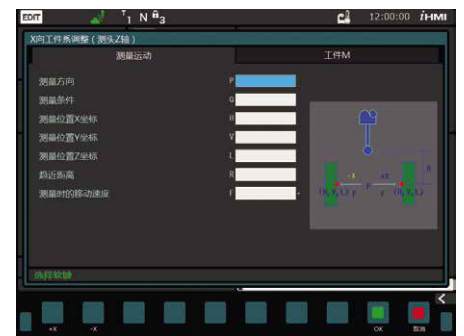 EDIT T1 N B3 12:00:00 iHMI
X向工件系调整(测头Z轴)
测量运动 工件M
测量方向 P
测量条件 Q
测量位置X坐标 H
测量位置Y坐标 V
测量位置Z坐标 L
趋近距离 R
测量时的移动速度 F
-X +X
R
(H,V,L) F P F (H,V,L)
选择软键
<
+X -X OK 取消